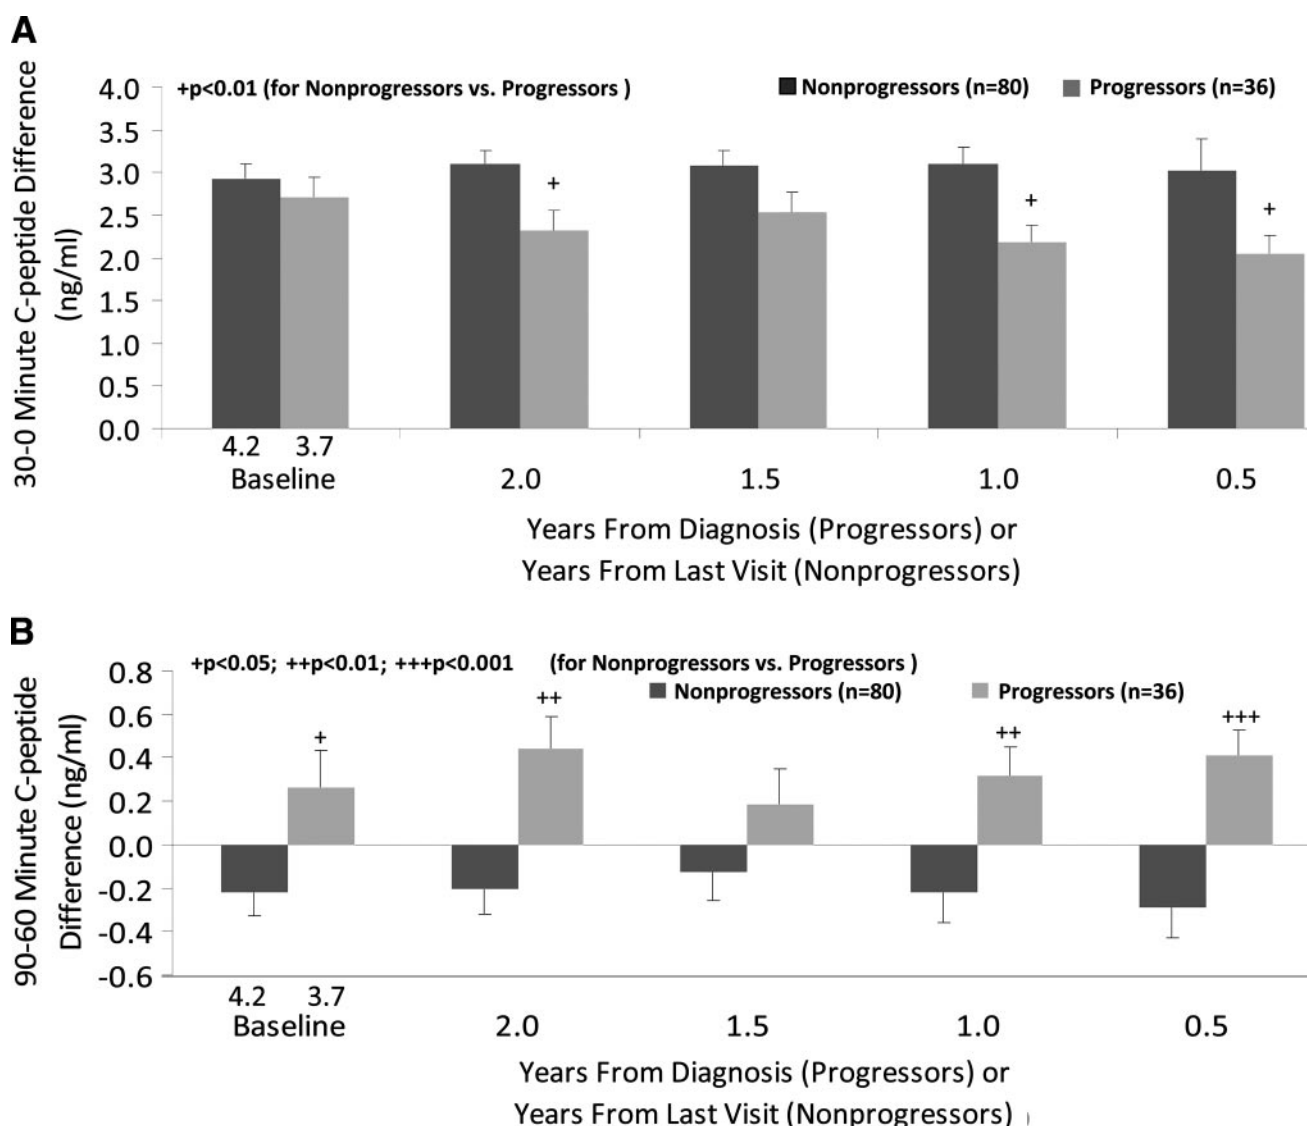 A
30-0 Minute C-peptide Difference
(ng/ml)
+p<0.01 (for Nonprogressors vs. Progressors )
Nonprogressors (n=80)
Progressors (n=36)
4.0
3.5
3.0
2.5
2.0
1.5
1.0
0.5
0.0
+
+
+
4.2 3.7
Baseline
2.0
1.5
1.0
0.5
Years From Diagnosis (Progressors) or
Years From Last Visit (Nonprogressors)
B
90-60 Minute C-peptide
Difference (ng/ml)
+p<0.05; ++p<0.01; +++p<0.001 (for Nonprogressors vs. Progressors )
Nonprogressors (n=80)
Progressors (n=36)
0.8
0.6
0.4
0.2
0.0
-0.2
-0.4
-0.6
+
++
++
+++
4.2 3.7
Baseline
2.0
1.5
1.0
0.5
Years From Diagnosis (Progressors) or
Years From Last Visit (Nonprogressors) )